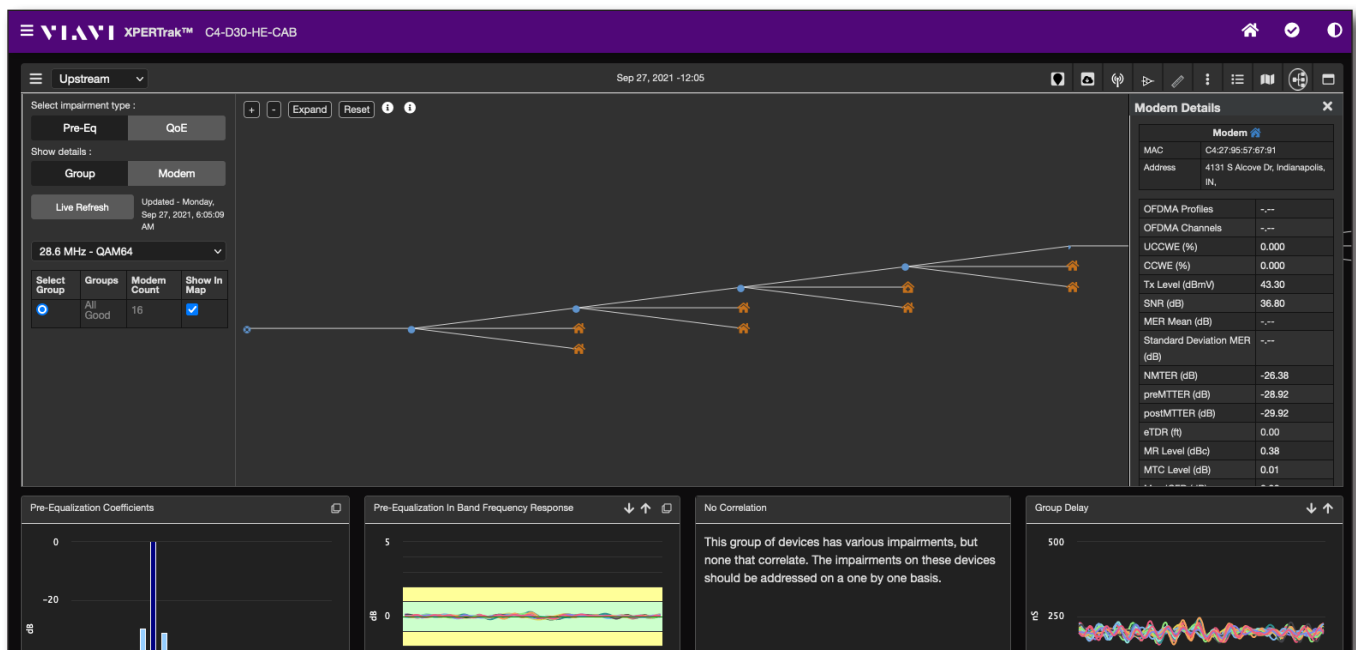 VIAVI XPERTrak™ C4-D30-HE-CAB
Upstream
Sep 27, 2021 -12:05
Select impairment type :
Pre-Eq QoE
Show details :
Group Modem
Live Refresh
Updated - Monday,
Sep 27, 2021, 6:05:09
AM
28.6 MHz - QAM64
Select Group Groups Modem Count Show In Map
All Good 16
+ - Expand Reset
Modem Details
Modem
MAC C4:27:95:57:67:91
Address 4131 S Alcove Dr, Indianapolis,
IN,
OFDMA Profiles -.--
OFDMA Channels -.--
UCCWE (%) 0.000
CCWE (%) 0.000
Tx Level (dBmV) 43.30
SNR (dB) 36.80
MER Mean (dB) -.--
Standard Deviation MER -.--
(dB)
NMTER (dB) -26.38
preMTTER (dB) -28.92
postMTTER (dB) -29.92
eTDR (ft) 0.00
MR Level (dBc) 0.38
MTC Level (dB) 0.01
Pre-Equalization Coefficients
0
-20
dB
Pre-Equalization In Band Frequency Response
5
dB 0
No Correlation
This group of devices has various impairments, but
none that correlate. The impairments on these devices
should be addressed on a one by one basis.
Group Delay
500
nS 250